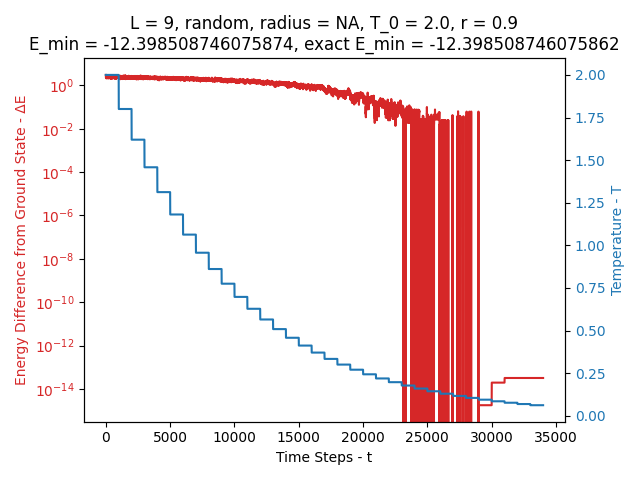 L = 9, random, radius = NA, T_0 = 2.0, r = 0.9
E_min = -12.398508746075874, exact E_min = -12.398508746075862
Energy Difference from Ground State - ΔE
10⁰
10⁻²
10⁻⁴
10⁻⁶
10⁻⁸
10⁻¹⁰
10⁻¹²
10⁻¹⁴
2.00
1.75
1.50
1.25
1.00
0.75
0.50
0.25
0.00
Temperature - T
0 5000 10000 15000 20000 25000 30000 35000
Time Steps - t